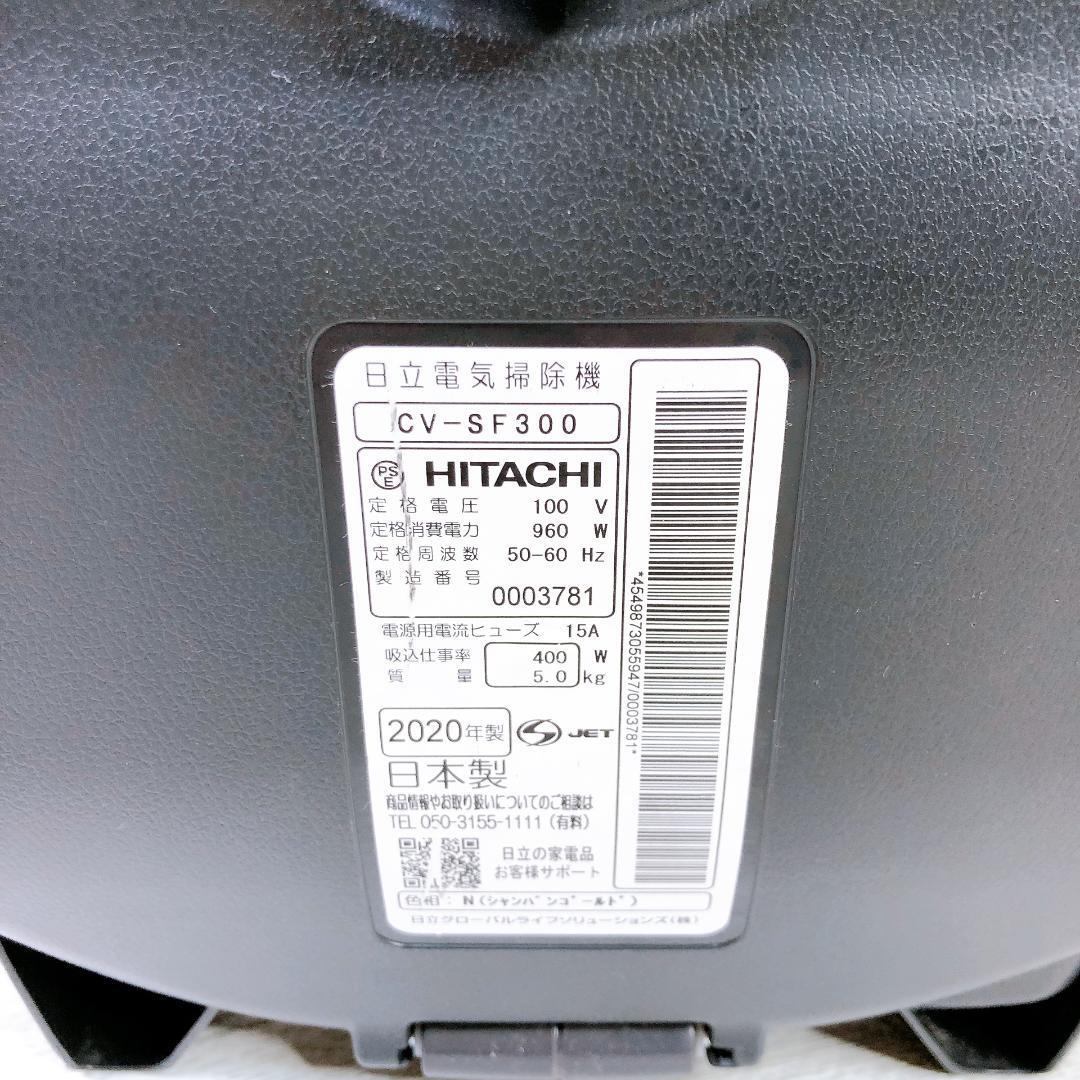 日立電気掃除機
CV-SF300
PS
E
HITACHI
定格電圧 100 V
定格消費電力 960 W
定格周波数 50-60 Hz
製造番号
0003781
電源用電流ヒューズ 15A
吸込仕事率 400 W
質量 5.0 kg
2020年製
JET
日本製
商品情報やお取り扱いについてのご相談は
TEL 050-3155-1111(有料)
日立の家電品
お客様サポート
色相: N(シャンパンゴールド)
日立グローバルライフソリューションズ(株)
*4549873055947/0003781*